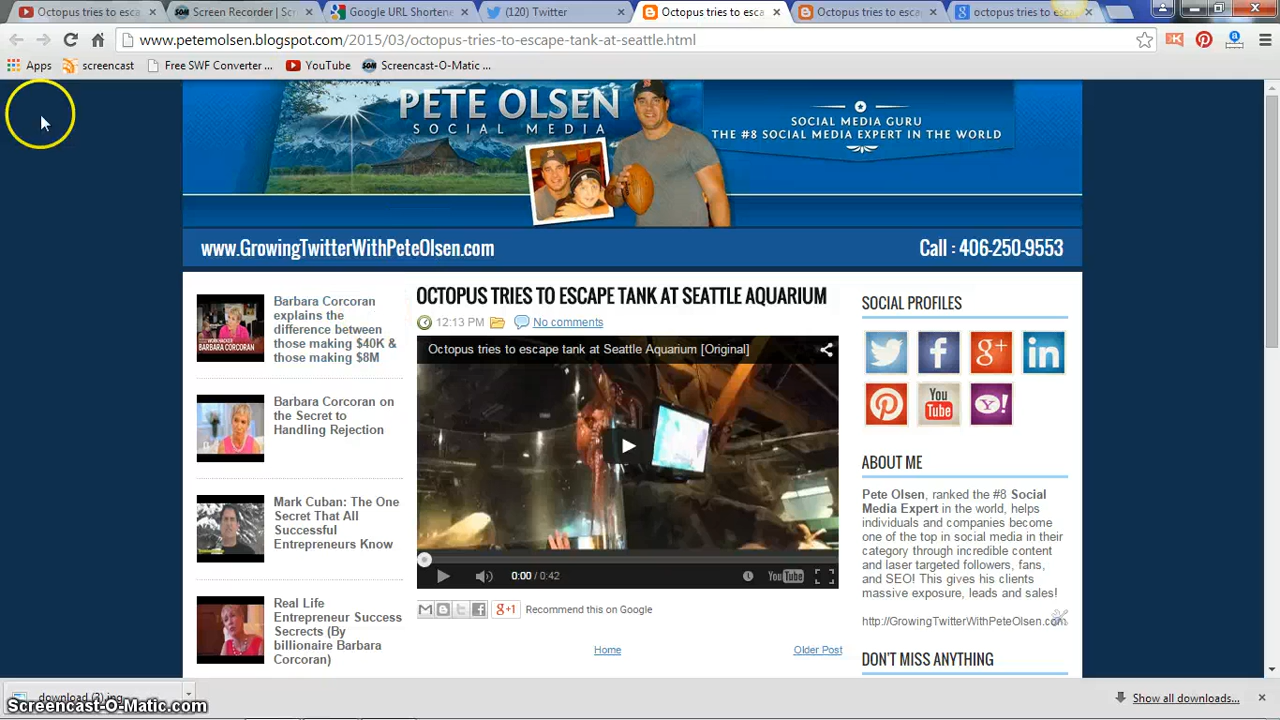 Octopus tries to esca
Screen Recorder | Scr
Google URL Shortene
(120) Twitter
Octopus tries to esca
Octopus tries to esca
octopus tries to esca
www.petemolsen.blogspot.com/2015/03/octopus-tries-to-escape-tank-at-seattle.html
Apps
screencast
Free SWF Converter ...
YouTube
Screencast-O-Matic ...
PETE OLSEN
SOCIAL MEDIA
SOCIAL MEDIA GURU
THE #8 SOCIAL MEDIA EXPERT IN THE WORLD
www.GrowingTwitterWithPeteOlsen.com
Call : 406-250-9553
Barbara Corcoran
explains the
difference between
those making $40K &
those making $8M
BARBARA CORCORAN
Barbara Corcoran on
the Secret to
Handling Rejection
Mark Cuban: The One
Secret That All
Successful
Entrepreneurs Know
Real Life
Entrepreneur Success
Secrects (By
billionaire Barbara
Corcoran)
OCTOPUS TRIES TO ESCAPE TANK AT SEATTLE AQUARIUM
12:13 PM
No comments
Octopus tries to escape tank at Seattle Aquarium [Original]
0:00 / 0:42
YouTube
g+1
Recommend this on Google
Home
Older Post
SOCIAL PROFILES
f
g+
in
You
Tube
Y!
ABOUT ME
Pete Olsen, ranked the #8 Social
Media Expert in the world, helps
individuals and companies become
one of the top in social media in their
category through incredible content
and laser targeted followers, fans,
and SEO! This gives his clients
massive exposure, leads and sales!
http://GrowingTwitterWithPeteOlsen.com
DON'T MISS ANYTHING
download (3).jpg
Screencast-O-Matic.com
Show all downloads...